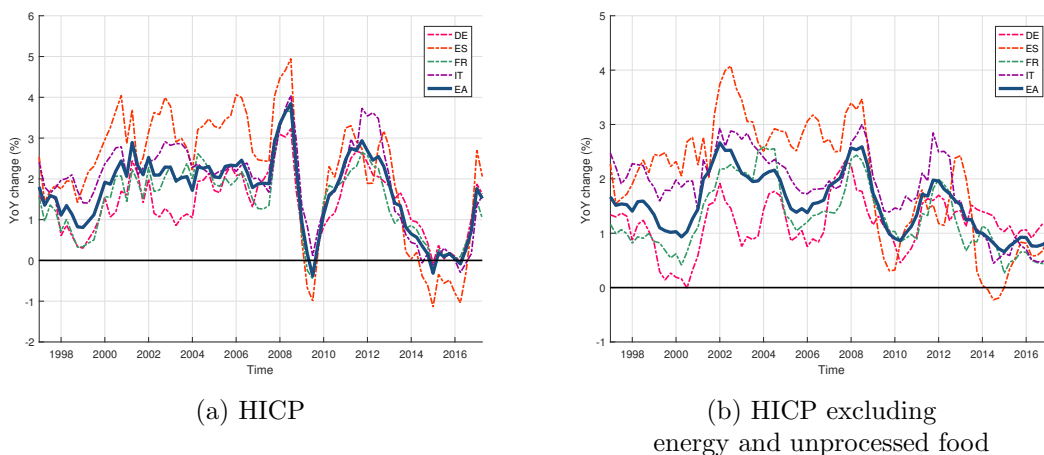 6
5
4
3
2
1
0
-1
-2
YoY change (%)
1998 2000 2002 2004 2006 2008 2010 2012 2014 2016
Time
DE
ES
FR
IT
EA
(a) HICP
5
4
3
2
1
0
-1
YoY change (%)
1998 2000 2002 2004 2006 2008 2010 2012 2014 2016
Time
DE
ES
FR
IT
EA
(b) HICP excluding
energy and unprocessed food